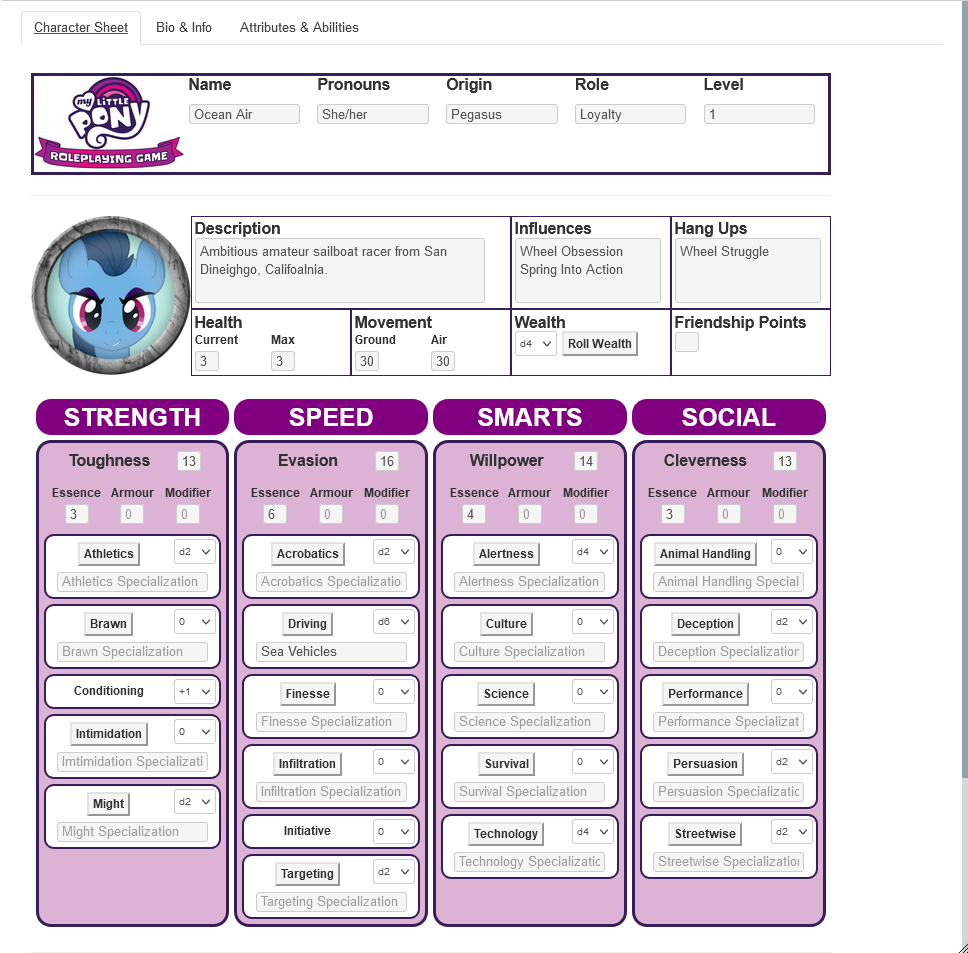 Character Sheet Bio & Info Attributes & Abilities
my LITTLE PONY
ROLEPLAYING GAME
Name Pronouns Origin Role Level
Ocean Air She/her Pegasus Loyalty 1
Description Influences Hang Ups
Ambitious amateur sailboat racer from San Wheel Obsession Wheel Struggle
Dineighgo, Califoalnia. Spring Into Action
Health Movement Wealth Friendship Points
Current Max Ground Air d4 Roll Wealth
3 3 30 30
STRENGTH SPEED SMARTS SOCIAL
Toughness 13 Evasion 16 Willpower 14 Cleverness 13
Essence Armour Modifier Essence Armour Modifier Essence Armour Modifier Essence Armour Modifier
3 0 0 6 0 0 4 0 0 3 0 0
Athletics d2 Acrobatics d2 Alertness d4 Animal Handling 0
Athletics Specialization Acrobatics Specializatio Alertness Specialization Animal Handling Special
Brawn 0 Driving d6 Culture 0 Deception d2
Brawn Specialization Sea Vehicles Culture Specialization Deception Specialization
Conditioning +1 Finesse 0 Science 0 Performance 0
Finesse Specialization Science Specialization Performance Specializat
Intimidation 0 Infiltration 0 Survival 0 Persuasion d2
Imtimidation Specializati Infiltration Specialization Survival Specialization Persuasion Specializatic
Might d2 Initiative 0 Technology d4 Streetwise d2
Might Specialization Technology Specializatic Streetwise Specialization
Targeting d2
Targeting Specialization